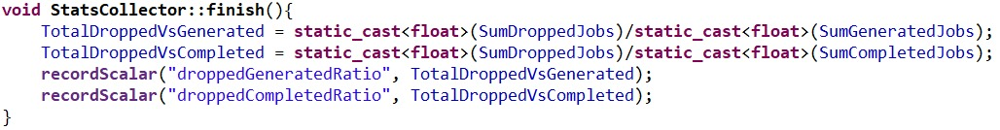 void StatsCollector::finish(){
    TotalDroppedVsGenerated = static_cast<float>(SumDroppedJobs)/static_cast<float>(SumGeneratedJobs);
    TotalDroppedVsCompleted = static_cast<float>(SumDroppedJobs)/static_cast<float>(SumCompletedJobs);
    recordScalar("droppedGeneratedRatio", TotalDroppedVsGenerated);
    recordScalar("droppedCompletedRatio", TotalDroppedVsCompleted);
}